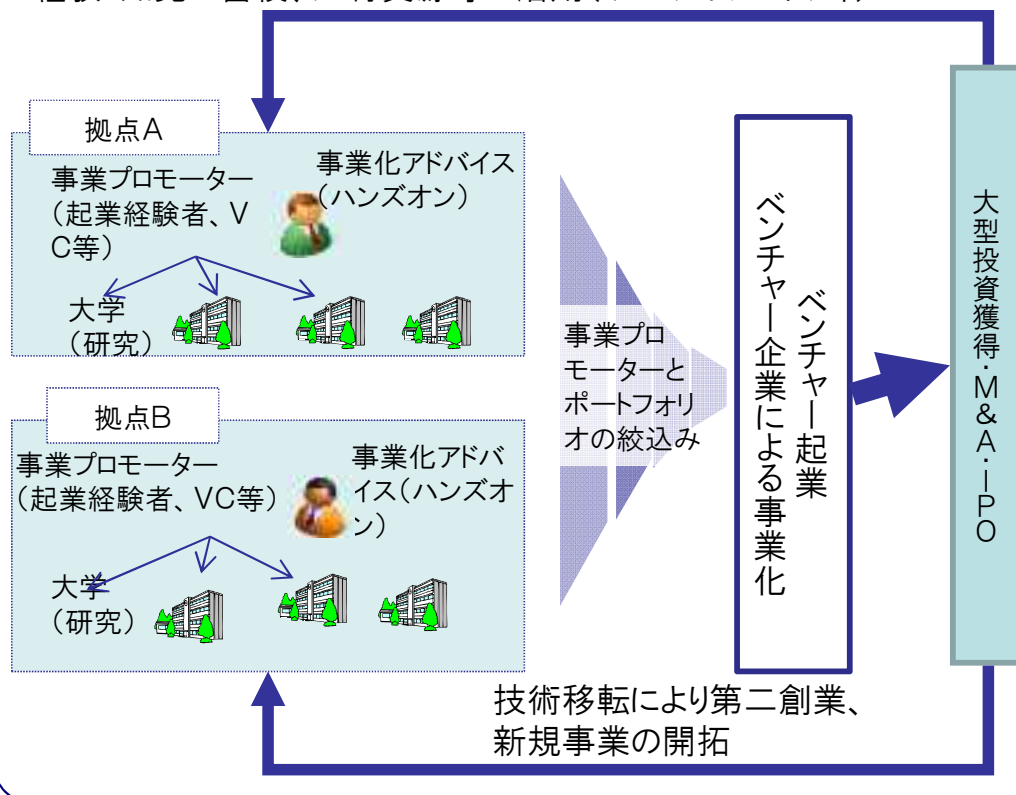 拠点A
事業プロモーター
(起業経験者、V
C等)
事業化アドバイス
(ハンズオン)
大学
(研究)
拠点B
事業プロモーター
(起業経験者、VC等)
事業化アドバ
イス(ハンズオ
ン)
大学
(研究)
事業プロ
モーターと
ポートフォリ
オの絞込み
ベンチャー起業
ベンチャー企業による事業化
大型投資獲得・M&A・IPO
技術移転により第二創業、
新規事業の開拓